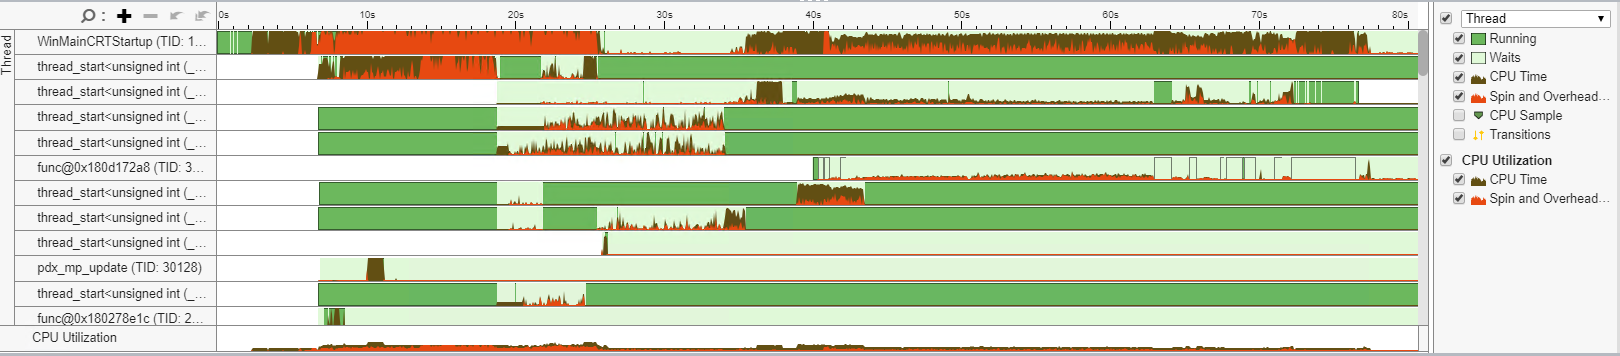 0s 10s 20s 30s 40s 50s 60s 70s 80s
Thread
WinMainCRTStartup (TID: 1...
thread_start<unsigned int (_...
thread_start<unsigned int (_...
thread_start<unsigned int (_...
thread_start<unsigned int (_...
func@0x180d172a8 (TID: 3...
thread_start<unsigned int (_...
thread_start<unsigned int (_...
thread_start<unsigned int (_...
pdx_mp_update (TID: 30128)
thread_start<unsigned int (_...
func@0x180278e1c (TID: 2...
CPU Utilization
Thread
Running
Waits
CPU Time
Spin and Overhead...
CPU Sample
Transitions
CPU Utilization
CPU Time
Spin and Overhead...